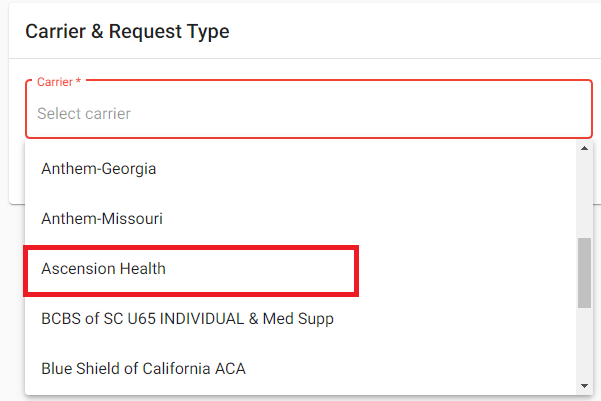 Carrier & Request Type
Carrier *
Select carrier
Anthem-Georgia
Anthem-Missouri
Ascension Health
BCBS of SC U65 INDIVIDUAL & Med Supp
Blue Shield of California ACA